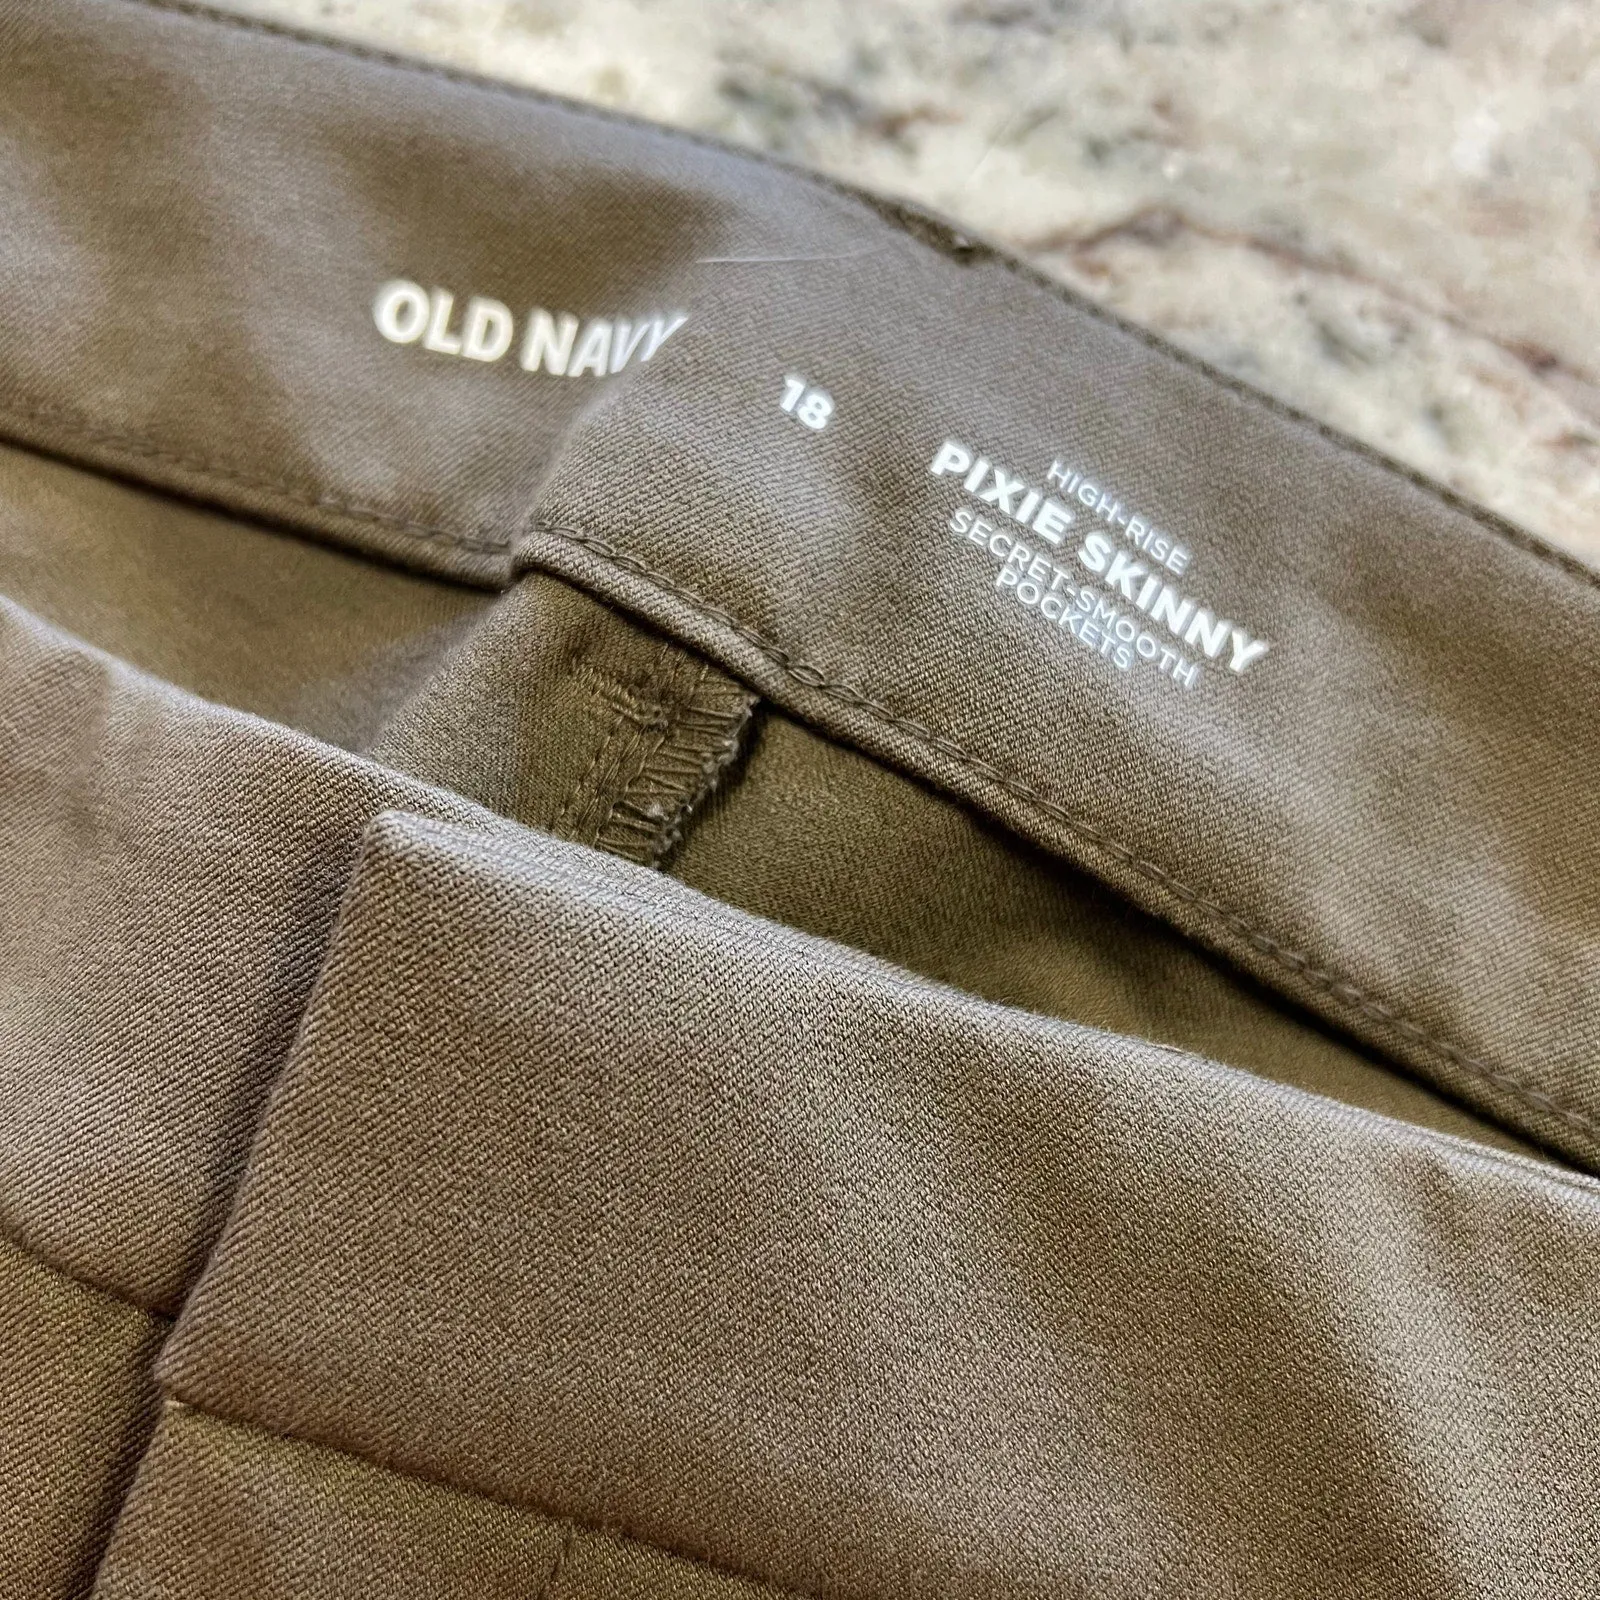 OLD NAVY
18
HIGH-RISE
PIXIE SKINNY
SECRET-SMOOTH
POCKETS